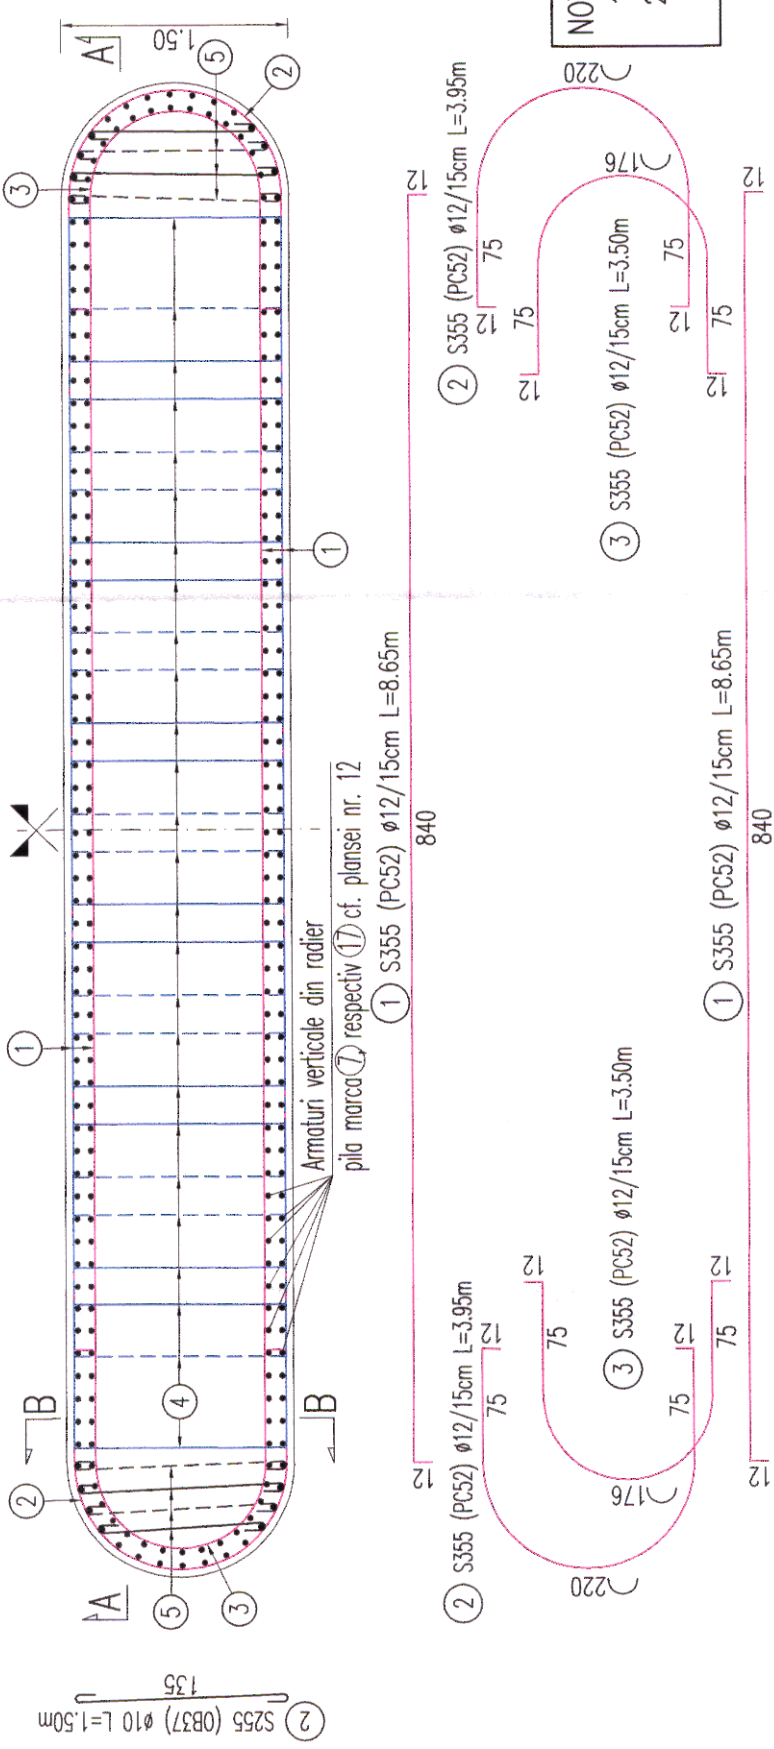 1.50
A
A
B
B
2
3
5
1
1
4
2
5
3
Armaturi verticale din radier
pila marca 7, respectiv 17 cf. plansei nr. 12
2 S255 (OB37) ø10 L=1.50m
135
1 S355 (PC52) ø12/15cm L=8.65m
12
840
12
2 S355 (PC52) ø12/15cm L=3.95m
12
75
220
75
12
3 S355 (PC52) ø12/15cm L=3.50m
12
75
176
75
12
2 S355 (PC52) ø12/15cm L=3.95m
12
75
220
75
12
3 S355 (PC52) ø12/15cm L=3.50m
12
75
176
75
12
1 S355 (PC52) ø12/15cm L=8.65m
12
840
12